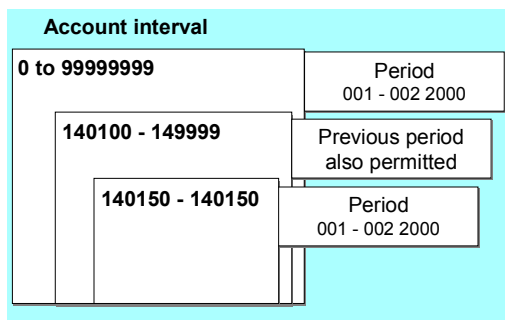 Account interval
0 to 99999999
Period
001 - 002 2000
140100 - 149999
Previous period
also permitted
140150 - 140150
Period
001 - 002 2000